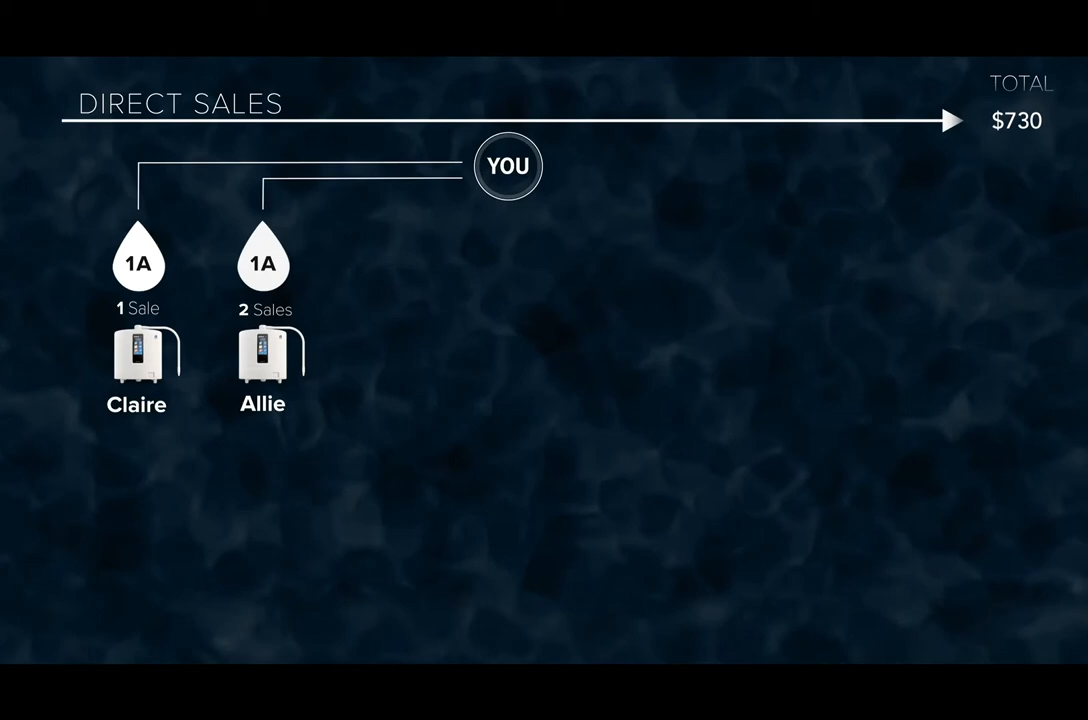 DIRECT SALES
TOTAL
$730
YOU
1A
1A
1 Sale
2 Sales
Claire
Allie